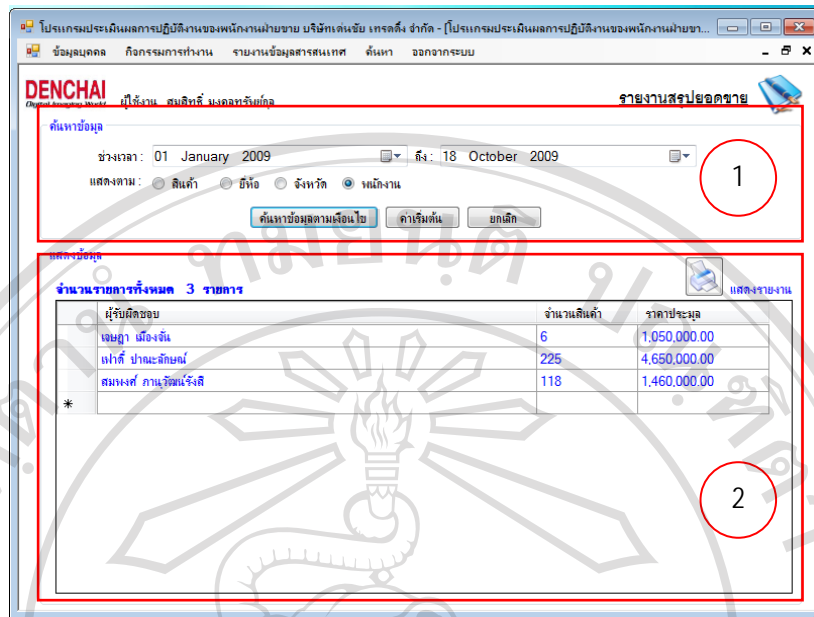 โปรแกรมประเมินผลการปฏิบัติงานของพนักงานฝ่ายขาย บริษัทเด่นชัย เทรดดิ้ง จำกัด - [โปรแกรมประเมินผลการปฏิบัติงานของพนักงานฝ่ายขา...
ข้อมูลบุคคล กิจกรรมการทำงาน รายงานข้อมูลสารสนเทศ ค้นหา ออกจากระบบ
DENCHAI
Digital Imaging World
ผู้ใช้งาน สมสิทธิ์ มงคลทรัพย์กุล
รายงานสรุปยอดขาย
ค้นหาข้อมูล
ช่วงเวลา : 01 January 2009 ถึง : 18 October 2009
แสดงตาม : สินค้า ยี่ห้อ จังหวัด พนักงาน
1
ค้นหาข้อมูลตามเงื่อนไข ค่าเริ่มต้น ยกเลิก
แสดงข้อมูล
จำนวนรายการทั้งหมด 3 รายการ
แสดงรายงาน
ผู้รับผิดชอบ จำนวนสินค้า ราคาประมูล
เจษฎา เมืองจั๋น 6 1,050,000.00
เฟาติ๊ ปาณะลักษณ์ 225 4,650,000.00
สมพงศ์ ภานุวัฒน์รังสี 118 1,460,000.00
*
2